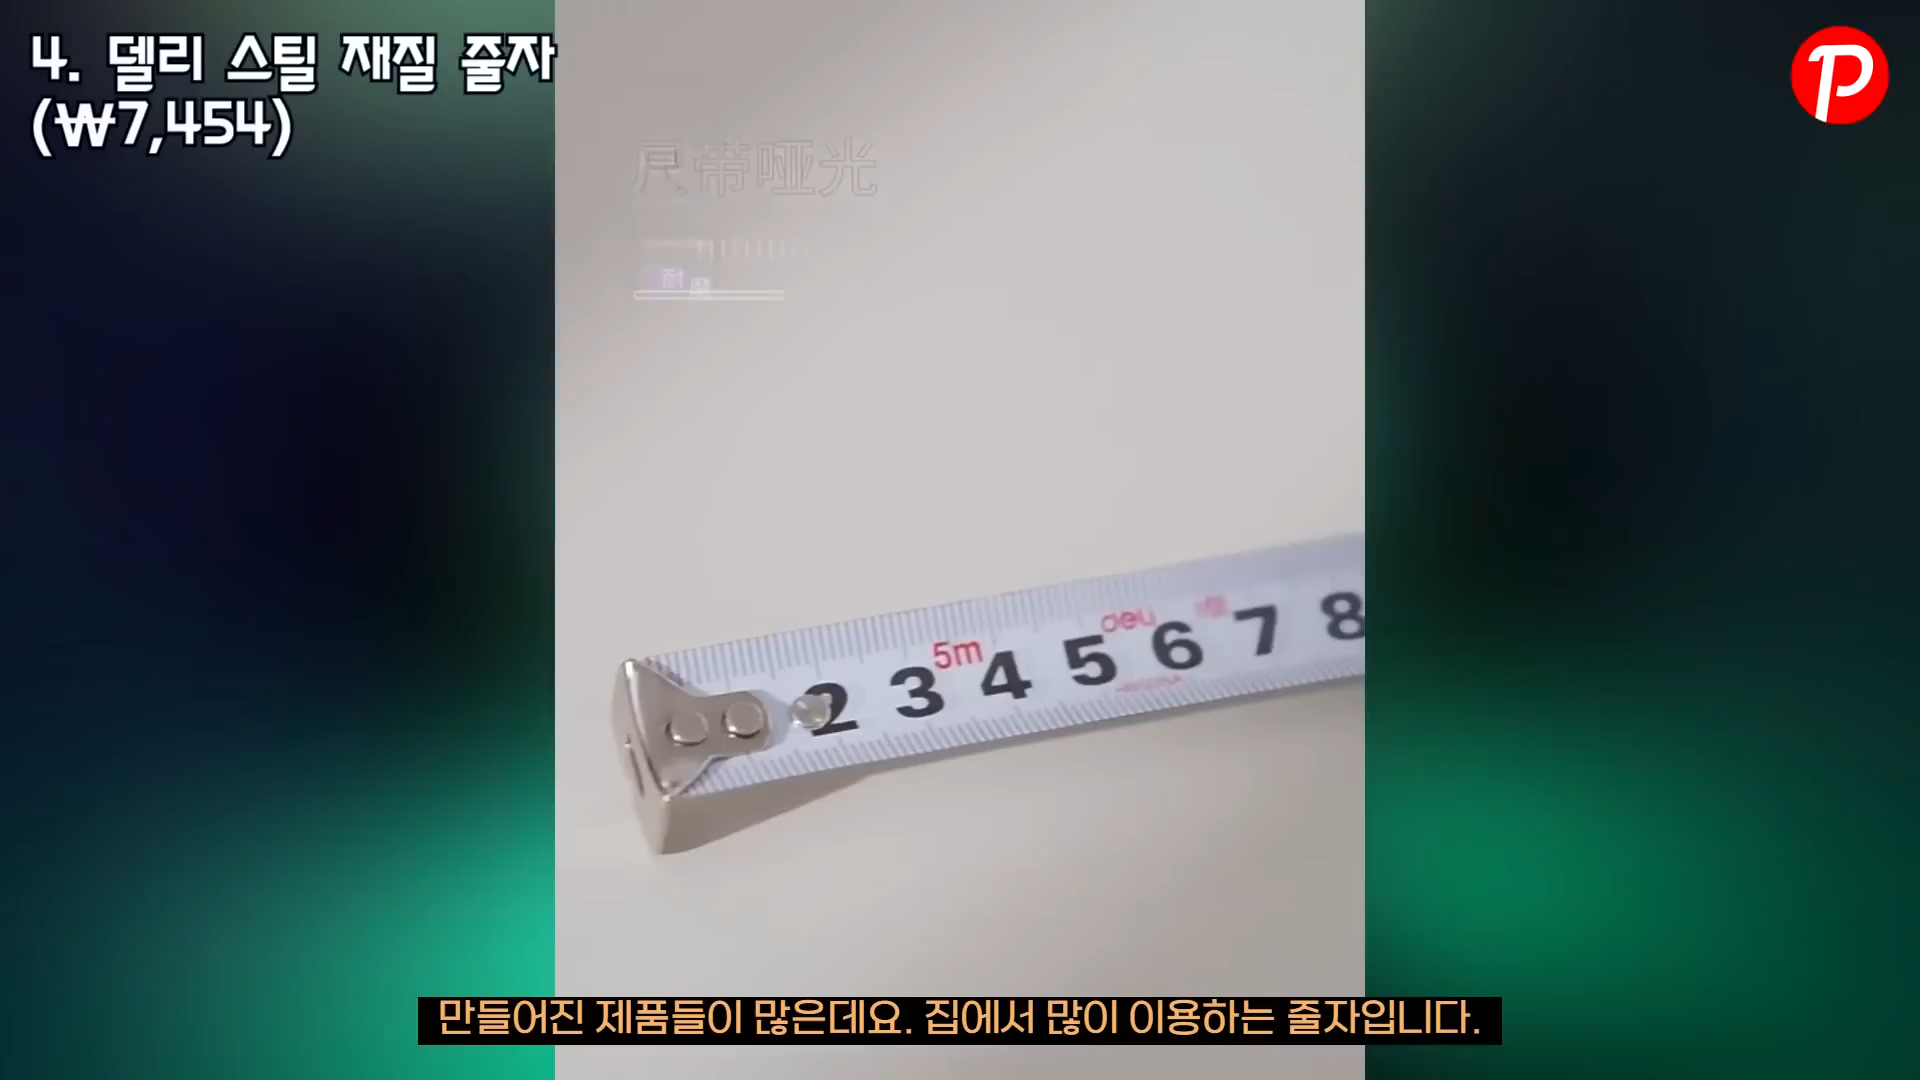 4. 델리 스틸 재질 줄자
(₩7,454)
P
尺带哑光
耐
5m
deli
2 3 4 5 6 7 8
만들어진 제품들이 많은데요. 집에서 많이 이용하는 줄자입니다.